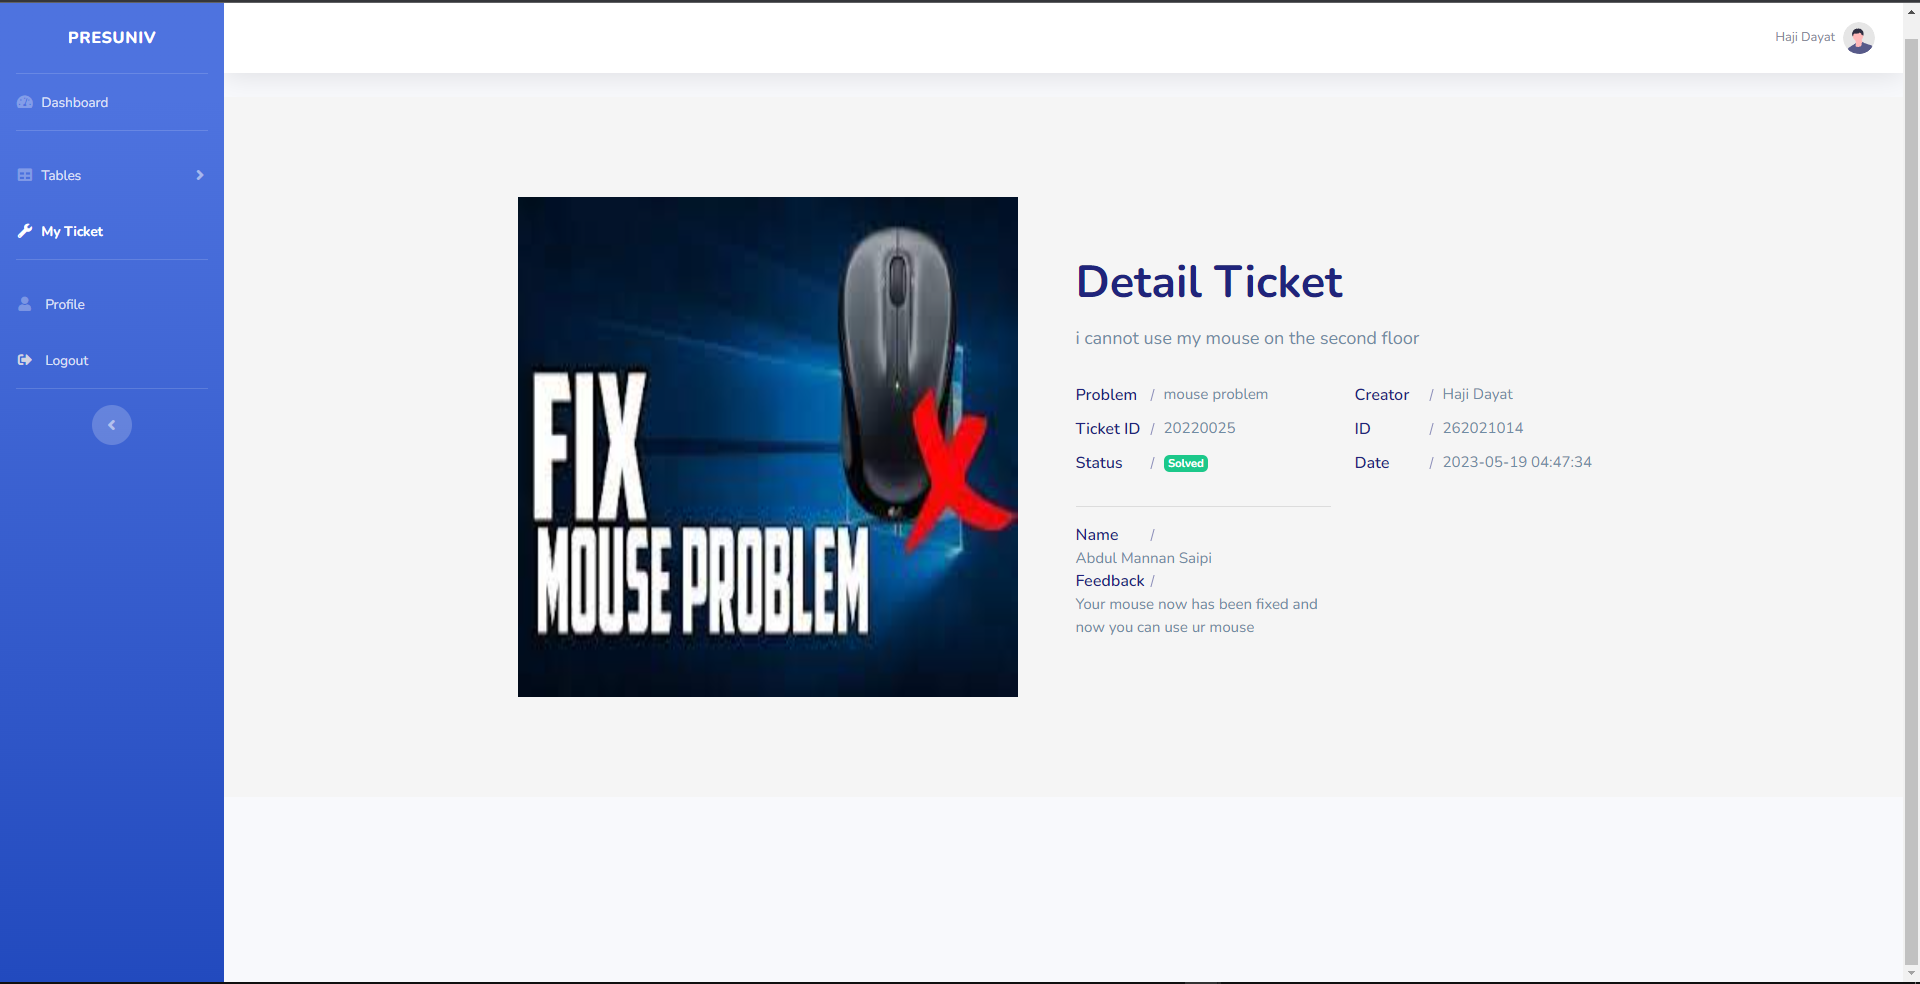 PRESUNIV
Haji Dayat
Dashboard
Tables
My Ticket
Profile
Logout
FIX
MOUSE PROBLEM
Detail Ticket
i cannot use my mouse on the second floor
Problem / mouse problem
Creator / Haji Dayat
Ticket ID / 20220025
ID / 262021014
Status / Solved
Date / 2023-05-19 04:47:34
Name /
Abdul Mannan Saipi
Feedback /
Your mouse now has been fixed and
now you can use ur mouse